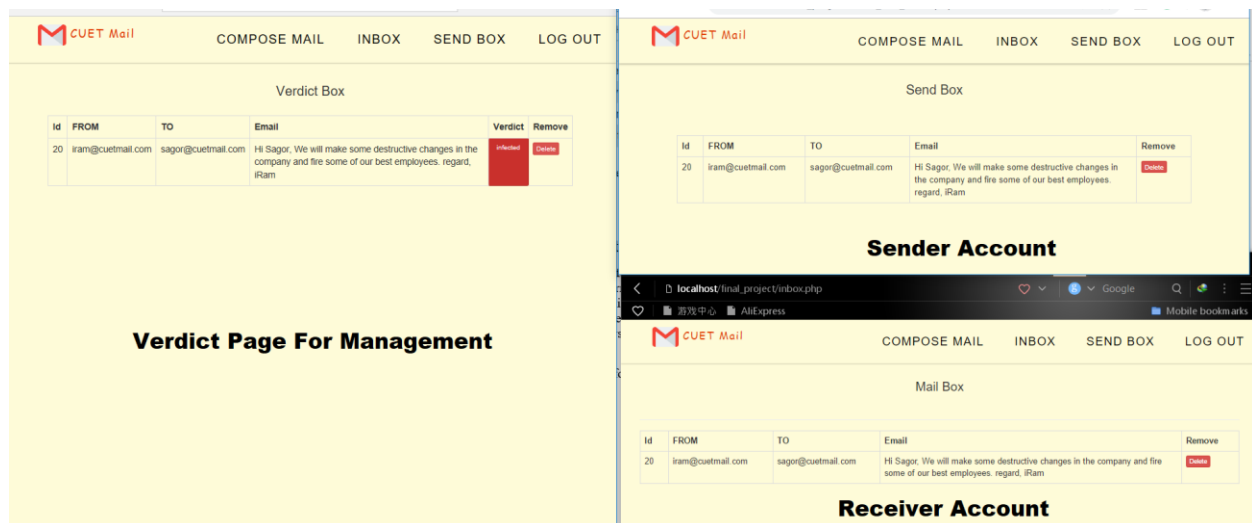 CUET Mail
COMPOSE MAIL INBOX SEND BOX LOG OUT
Verdict Box
Id FROM TO Email Verdict Remove
20 iram@cuetmail.com sagor@cuetmail.com Hi Sagor, We will make some destructive changes in the infected Delete
company and fire some of our best employees. regard,
iRam
Verdict Page For Management
CUET Mail
COMPOSE MAIL INBOX SEND BOX LOG OUT
Send Box
Id FROM TO Email Remove
20 iram@cuetmail.com sagor@cuetmail.com Hi Sagor, We will make some destructive changes in Delete
the company and fire some of our best employees.
regard, iRam
Sender Account
localhost/final_project/inbox.php Google
游戏中心 AliExpress Mobile bookmarks
CUET Mail
COMPOSE MAIL INBOX SEND BOX LOG OUT
Mail Box
Id FROM TO Email Remove
20 iram@cuetmail.com sagor@cuetmail.com Hi Sagor, We will make some destructive changes in the company and fire Delete
some of our best employees. regard, iRam
Receiver Account